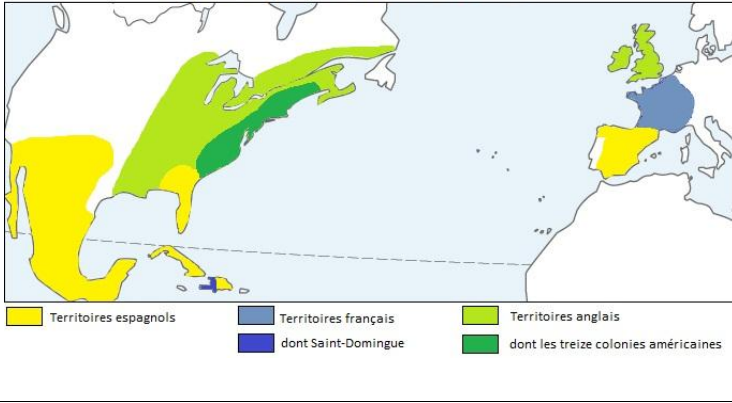 Territoires espagnols
Territoires français
Territoires anglais
dont Saint-Domingue
dont les treize colonies américaines